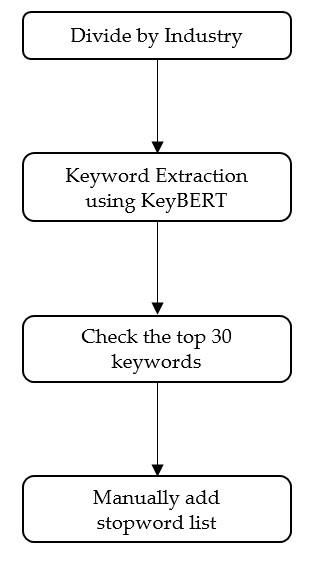 Divide by Industry
Keyword Extraction
using KeyBERT
Check the top 30
keywords
Manually add
stopword list